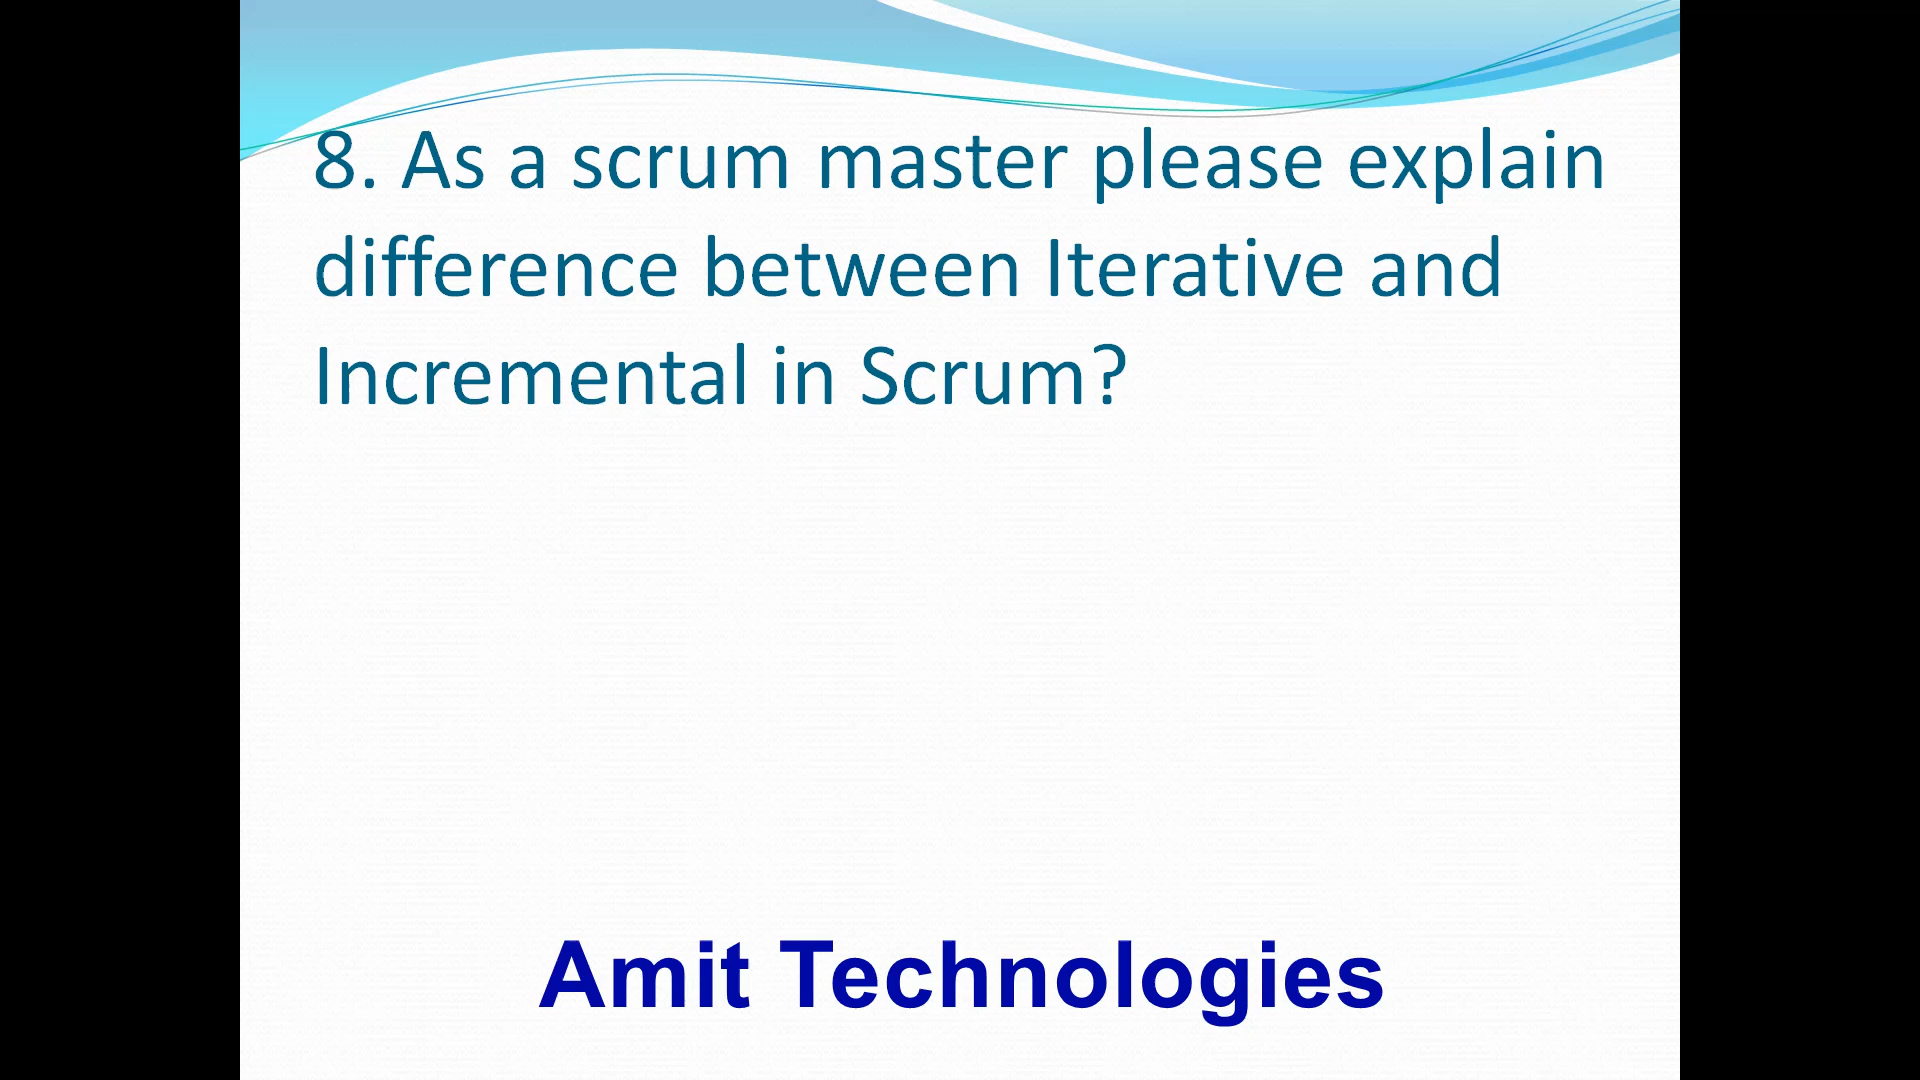 8. As a scrum master please explain
difference between Iterative and
Incremental in Scrum?
Amit Technologies